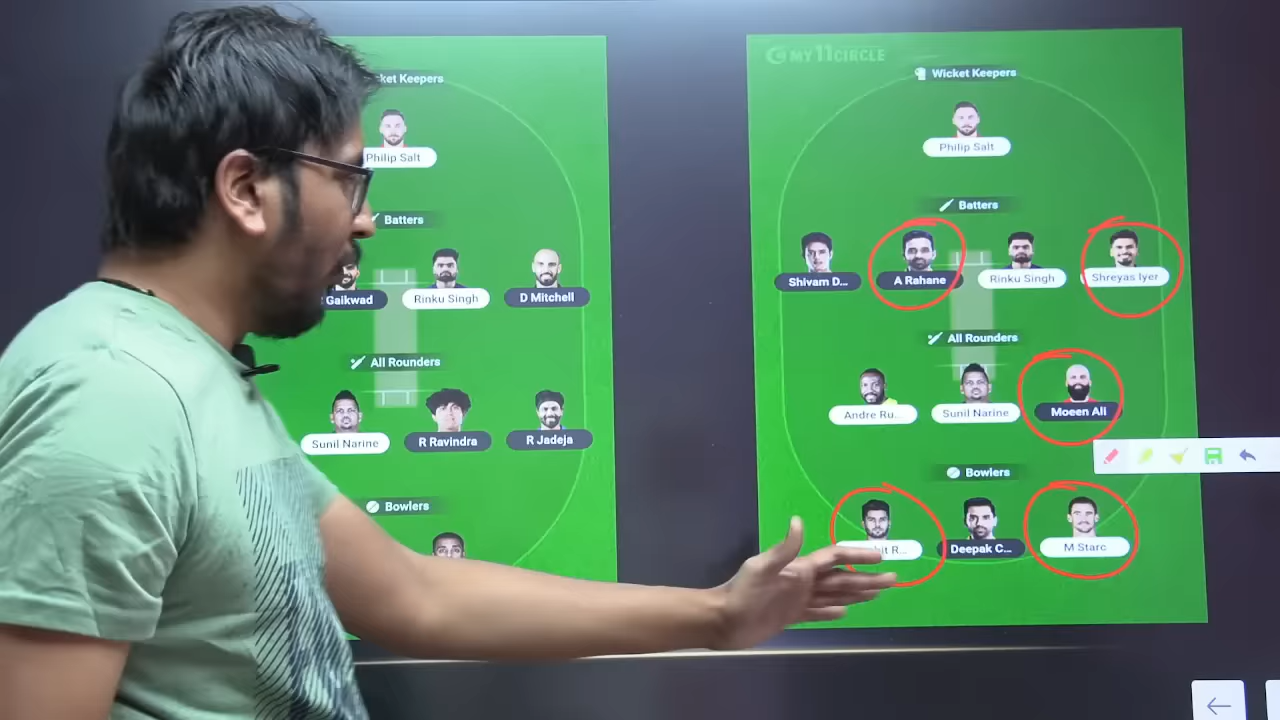 cket Keepers
Philip Salt
Batters
Gaikwad
Rinku Singh
D Mitchell
All Rounders
Sunil Narine
R Ravindra
R Jadeja
Bowlers
MY11CIRCLE
Wicket Keepers
Philip Salt
Batters
Shivam D...
A Rahane
Rinku Singh
Shreyas Iyer
All Rounders
Andre Ru...
Sunil Narine
Moeen Ali
Bowlers
it R...
Deepak C...
M Starc